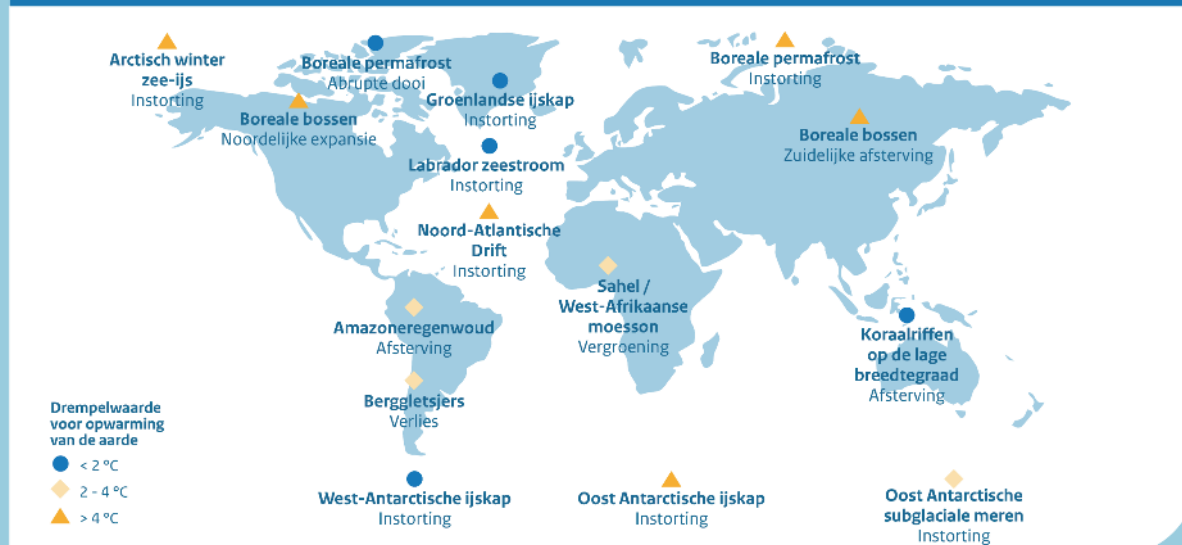 Arctisch winter
zee-ijs
Instorting
Boreale permafrost
Abrupte dooi
Boreale permafrost
Instorting
Groenlandse ijskap
Instorting
Boreale bossen
Noordelijke expansie
Boreale bossen
Zuidelijke afsterving
Labrador zeestroom
Instorting
Noord-Atlantische
Drift
Instorting
Sahel /
West-Afrikaanse
moesson
Vergroening
Amazoneregenwoud
Afsterving
Koraalriffen
op de lage
breedtegraad
Afsterving
Berggletsjers
Verlies
Drempelwaarde
voor opwarming
van de aarde
< 2 °C
2 - 4 °C
> 4 °C
West-Antarctische ijskap
Instorting
Oost Antarctische ijskap
Instorting
Oost Antarctische
subglaciale meren
Instorting